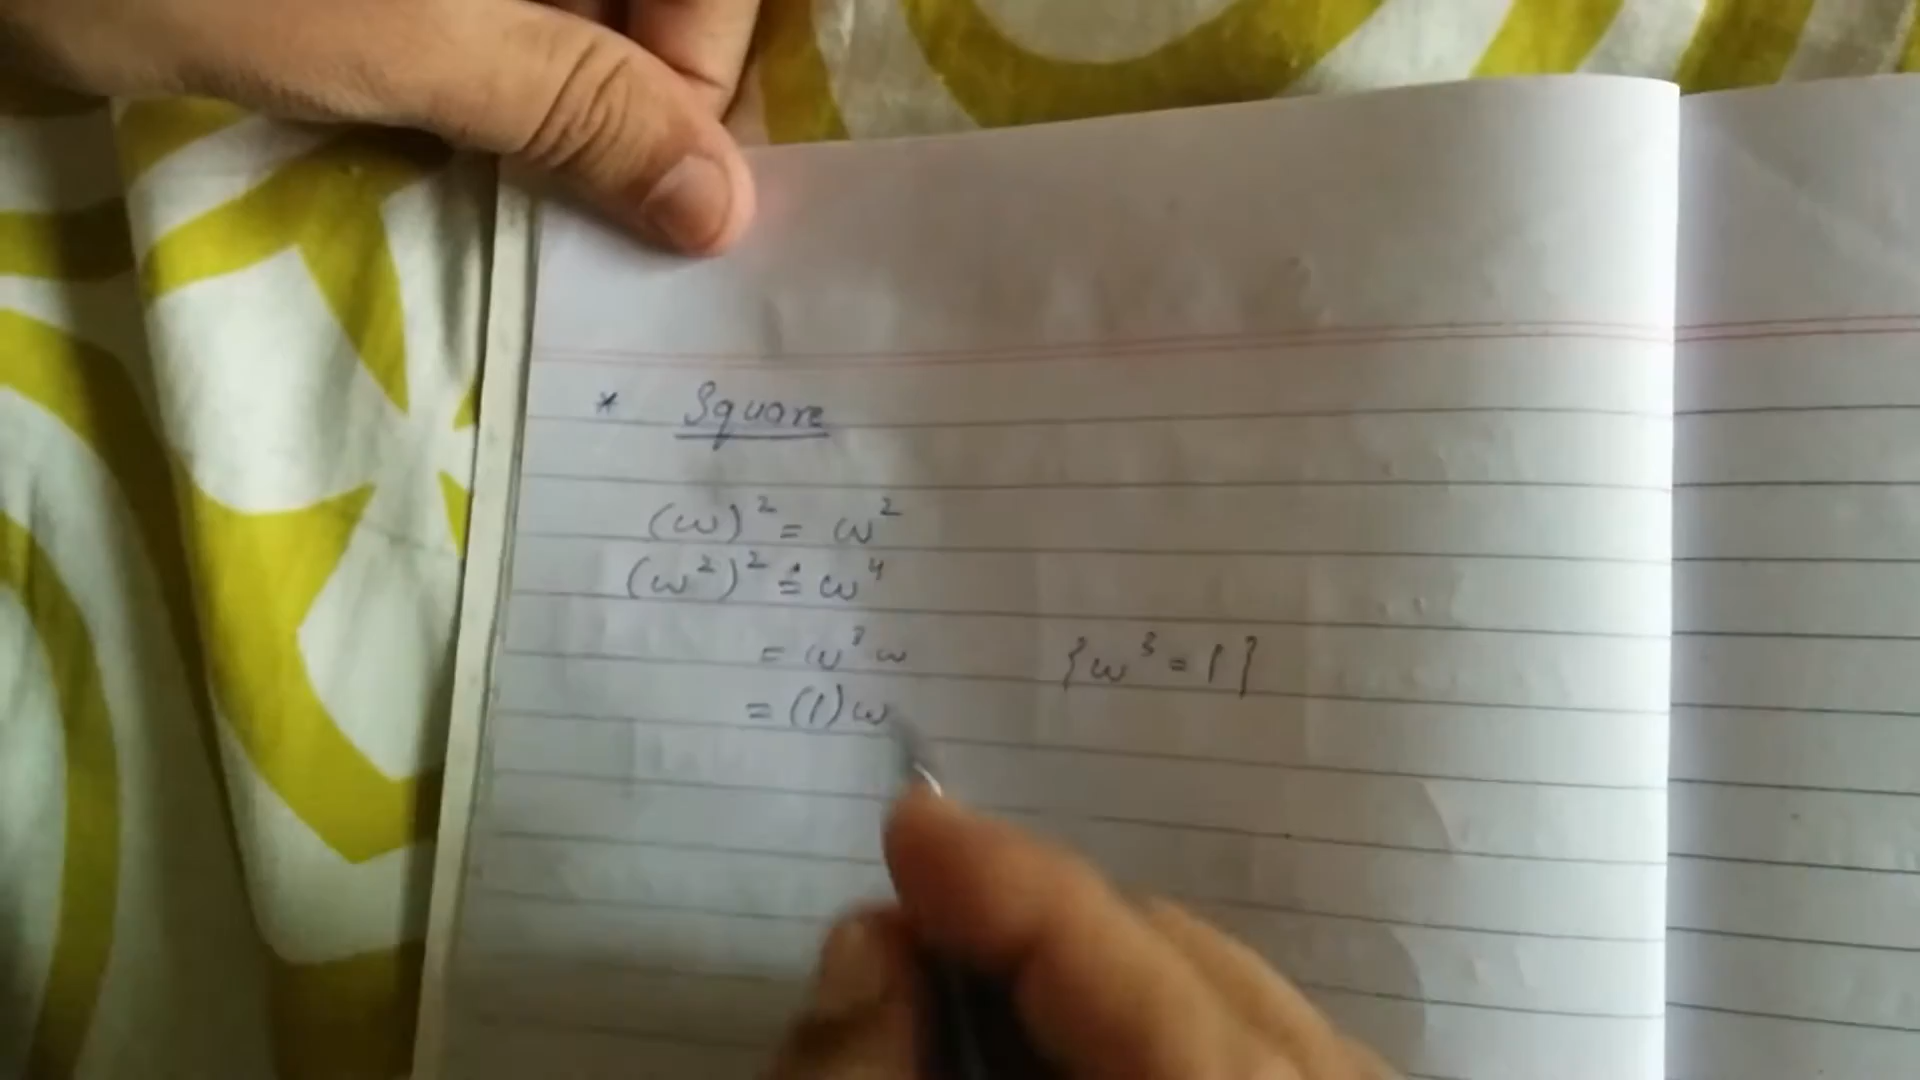 * Square
(ω)² = ω²
(ω²)² = ω⁴
= ω³ ω {ω³ = 1}
= (1)ω